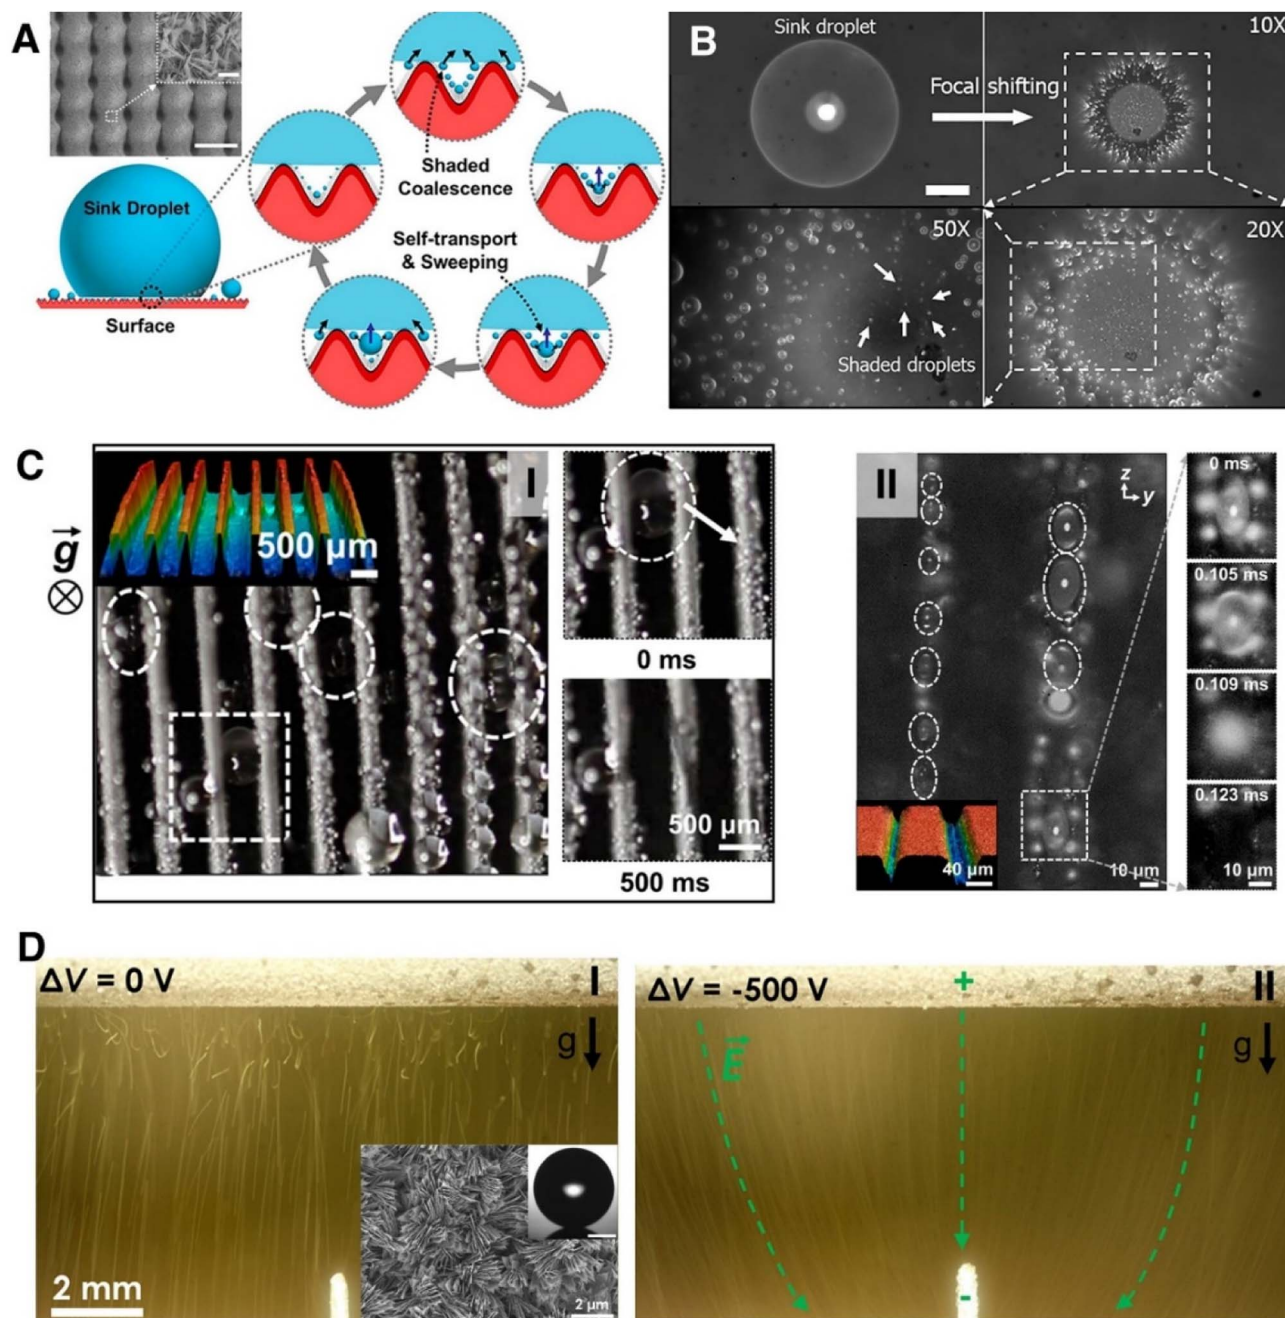 A
Sink Droplet
Surface
Shaded
Coalescence
Self-transport
& Sweeping
B
Sink droplet
10X
Focal shifting
50X
20X
Shaded droplets
C
g
500 µm
I
0 ms
500 µm
500 ms
II
z
y
40 µm
10 µm
0 ms
0.105 ms
0.109 ms
0.123 ms
10 µm
D
ΔV = 0 V
I
g
2 mm
2 µm
ΔV = -500 V
+
II
E
g
-